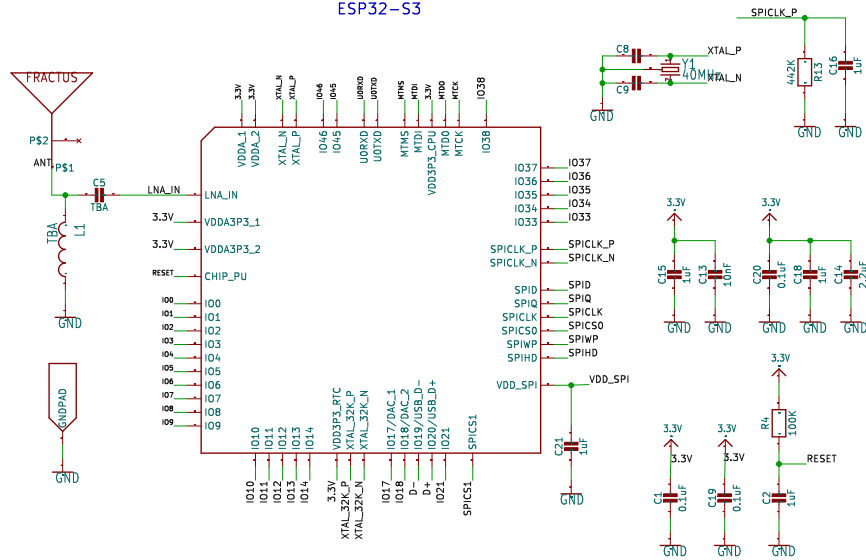 ESP32-S3
SPICLK_P
442K
R13
C16
1uF
GND
GND
C8
XTAL_P
Y1
40MHz
XTAL_N
C9
GND
FRACTUS
P$2
ANT
P$1
C5
TBA
LNA_IN
TBA
L1
GND
GNDPAD
GND
3.3V
3.3V
XTAL_N
XTAL_P
IO46
IO45
U0RXD
U0TXD
MTMS
MTDI
3.3V
MTDO
MTCK
IO38
VDDA_1
VDDA_2
XTAL_N
XTAL_P
IO46
IO45
U0RXD
U0TXD
MTMS
MTDI
VDD3P3_CPU
MTDO
MTCK
IO38
LNA_IN
3.3V VDDA3P3_1
3.3V VDDA3P3_2
RESET CHIP_PU
IO0 IO0
IO1 IO1
IO2 IO2
IO3 IO3
IO4 IO4
IO5 IO5
IO6 IO6
IO7 IO7
IO8 IO8
IO9 IO9
IO37 IO37
IO36 IO36
IO35 IO35
IO34 IO34
IO33 IO33
SPICLK_P SPICLK_P
SPICLK_N SPICLK_N
SPID SPID
SPIQ SPIQ
SPICLK SPICLK
SPICS0 SPICS0
SPIWP SPIWP
SPIHD SPIHD
VDD_SPI VDD_SPI
C21
1uF
GND
IO10
IO11
IO12
IO13
IO14
VDD3P3_RTC
XTAL_32K_P
XTAL_32K_N
IO17/DAC_1
IO18/DAC_2
IO19/USB_D-
IO20/USB_D+
IO21
SPICS1
IO10
IO11
IO12
IO13
IO14
3.3V
XTAL_32K_P
XTAL_32K_N
IO17
IO18
D-
D+
IO21
SPICS1
3.3V
C15
1uF
C13
10nF
GND
GND
3.3V
C20
0.1uF
C18
1uF
C14
2.2uF
GND
GND
GND
3.3V
3.3V
C1
0.1uF
GND
3.3V
3.3V
C19
0.1uF
GND
3.3V
R4
100K
RESET
C2
1uF
GND